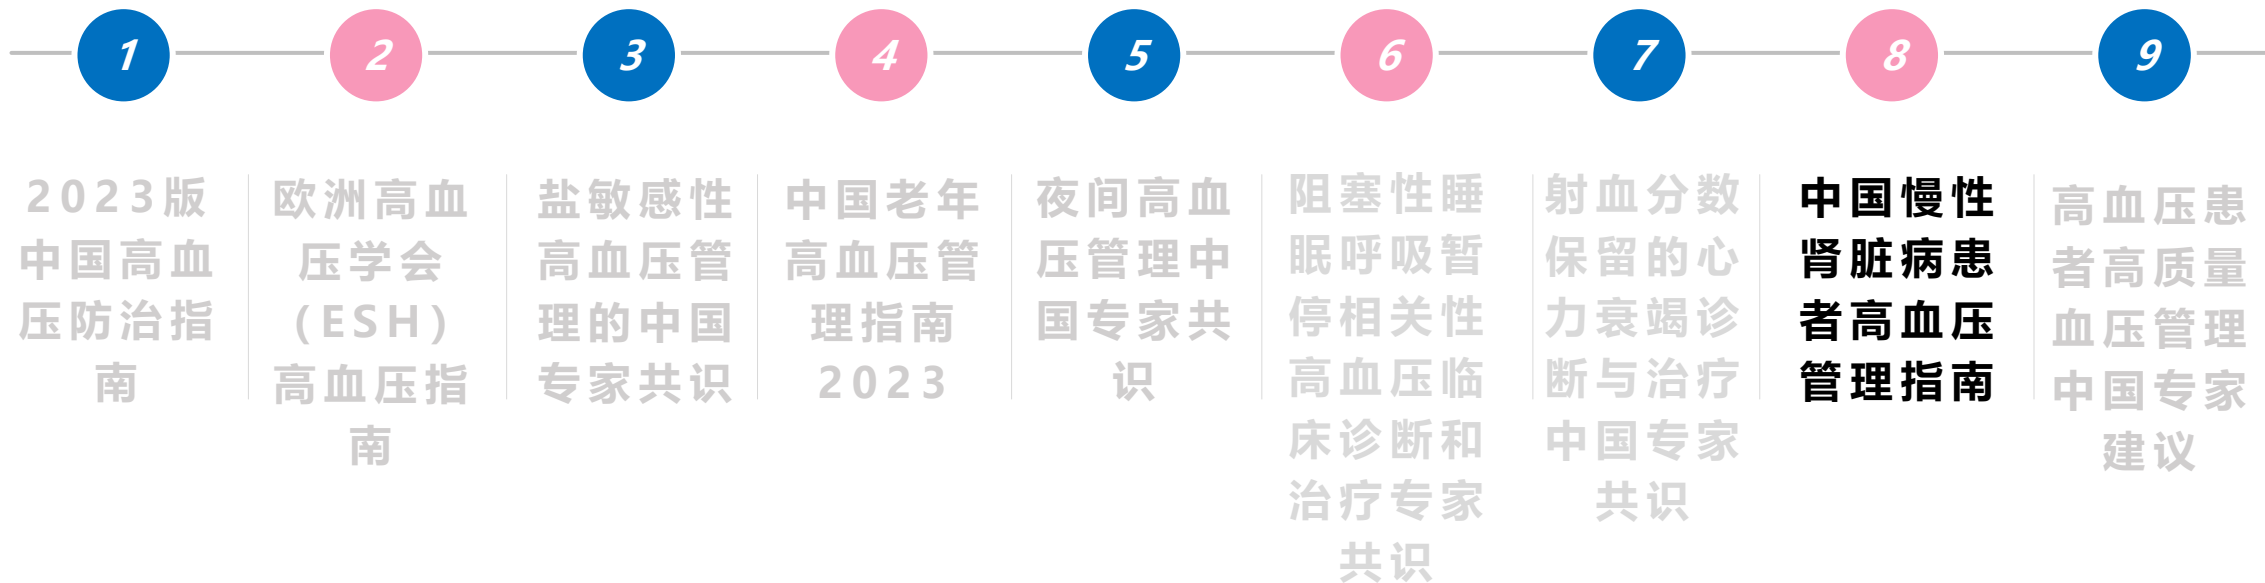 1
2
3
4
5
6
7
8
9
2023版
中国高血
压防治指
南
欧洲高血
压学会
(ESH)
高血压指
南
盐敏感性
高血压管
理的中国
专家共识
中国老年
高血压管
理指南
2023
夜间高血
压管理中
国专家共
识
阻塞性睡
眠呼吸暂
停相关性
高血压临
床诊断和
治疗专家
共识
射血分数
保留的心
力衰竭诊
断与治疗
中国专家
共识
中国慢性
肾脏病患
者高血压
管理指南
高血压患
者高质量
血压管理
中国专家
建议